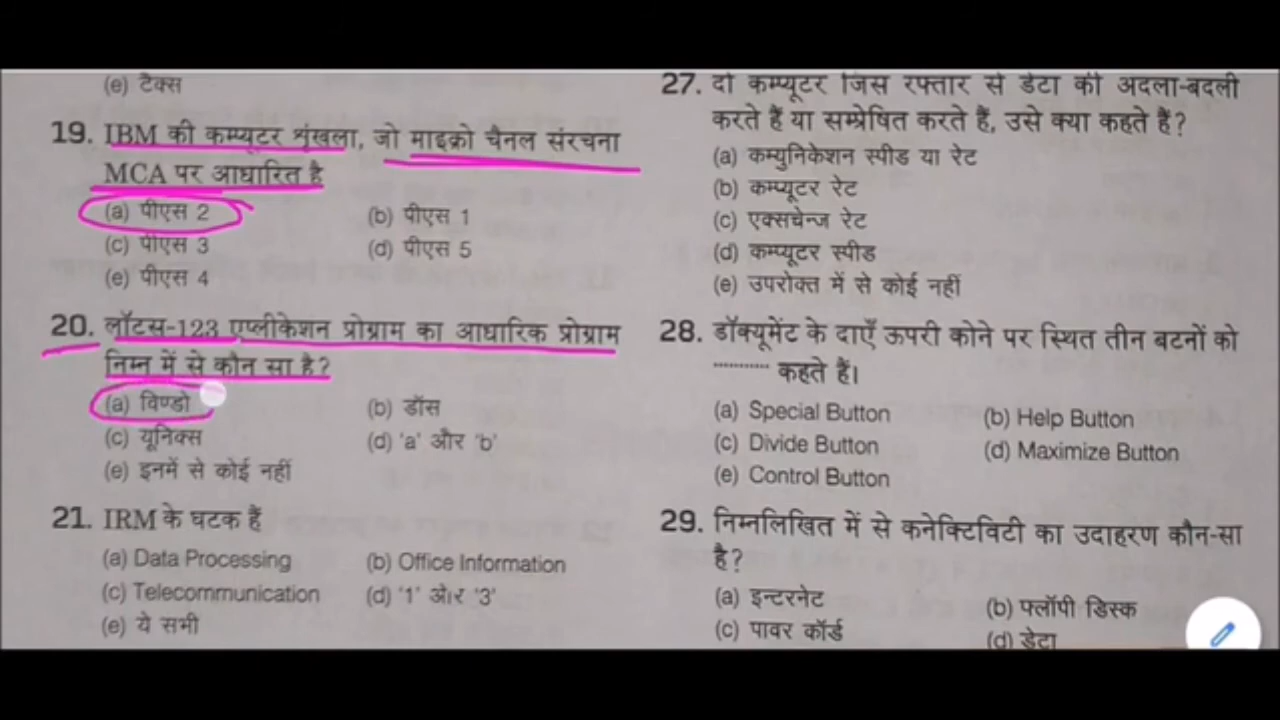 (e) टैक्स
19. IBM की कम्प्यूटर शृंखला, जो माइक्रो चैनल संरचना
MCA पर आधारित है
(a) पीएस 2
(b) पीएस 1
(c) पीएस 3
(d) पीएस 5
(e) पीएस 4
20. लॉटस-123 एप्लीकेशन प्रोग्राम का आधारिक प्रोग्राम
निम्न में से कौन सा है?
(a) विण्डो
(b) डॉस
(c) यूनिक्स
(d) 'a' और 'b'
(e) इनमें से कोई नहीं
21. IRM के घटक हैं
(a) Data Processing
(b) Office Information
(c) Telecommunication
(d) '1' और '3'
(e) ये सभी
27. दो कम्प्यूटर जिस रफ्तार से डेटा की अदला-बदली
करते हैं या सम्प्रेषित करते हैं, उसे क्या कहते हैं?
(a) कम्युनिकेशन स्पीड या रेट
(b) कम्प्यूटर रेट
(c) एक्सचेन्ज रेट
(d) कम्प्यूटर स्पीड
(e) उपरोक्त में से कोई नहीं
28. डॉक्यूमेंट के दाएँ ऊपरी कोने पर स्थित तीन बटनों को
........... कहते हैं।
(a) Special Button
(b) Help Button
(c) Divide Button
(d) Maximize Button
(e) Control Button
29. निम्नलिखित में से कनेक्टिविटी का उदाहरण कौन-सा
है?
(a) इन्टरनेट
(b) फ्लॉपी डिस्क
(c) पावर कॉर्ड
(d) डेटा